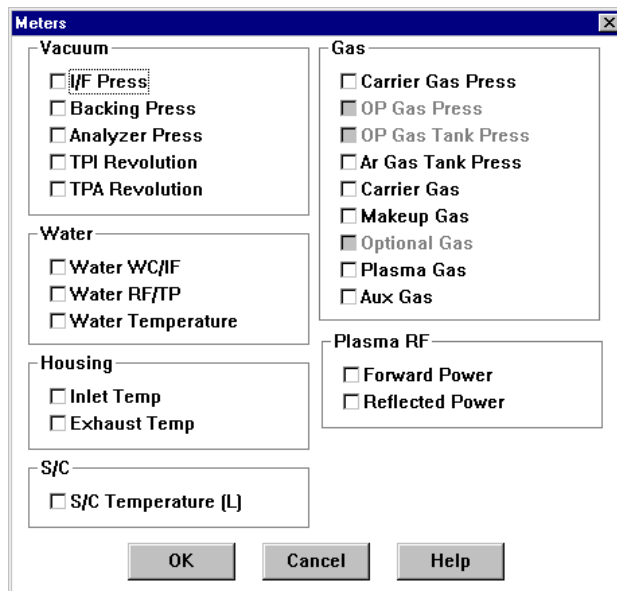 Meters
Vacuum
I/F Press
Backing Press
Analyzer Press
TPI Revolution
TPA Revolution
Water
Water WC/IF
Water RF/TP
Water Temperature
Housing
Inlet Temp
Exhaust Temp
S/C
S/C Temperature (L)
Gas
Carrier Gas Press
OP Gas Press
OP Gas Tank Press
Ar Gas Tank Press
Carrier Gas
Makeup Gas
Optional Gas
Plasma Gas
Aux Gas
Plasma RF
Forward Power
Reflected Power
OK Cancel Help